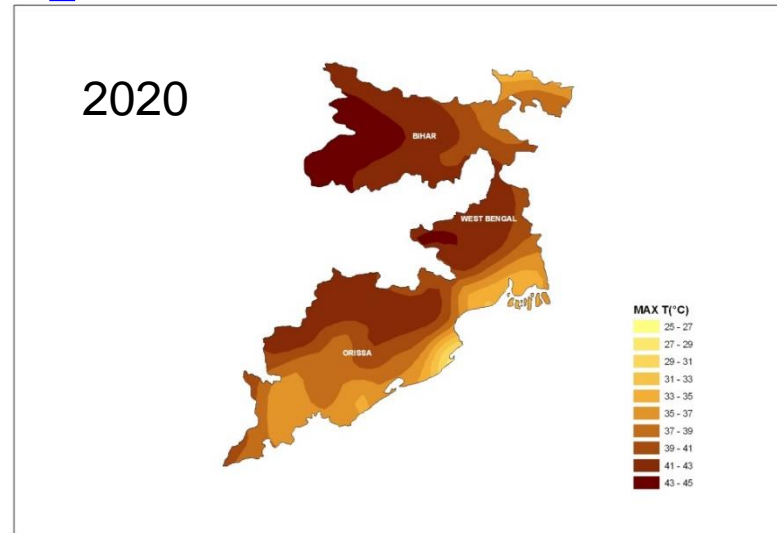 2020
BIHAR
WEST BENGAL
ORISSA
MAX T(°C)
25 - 27
27 - 29
29 - 31
31 - 33
33 - 35
35 - 37
37 - 39
39 - 41
41 - 43
43 - 45